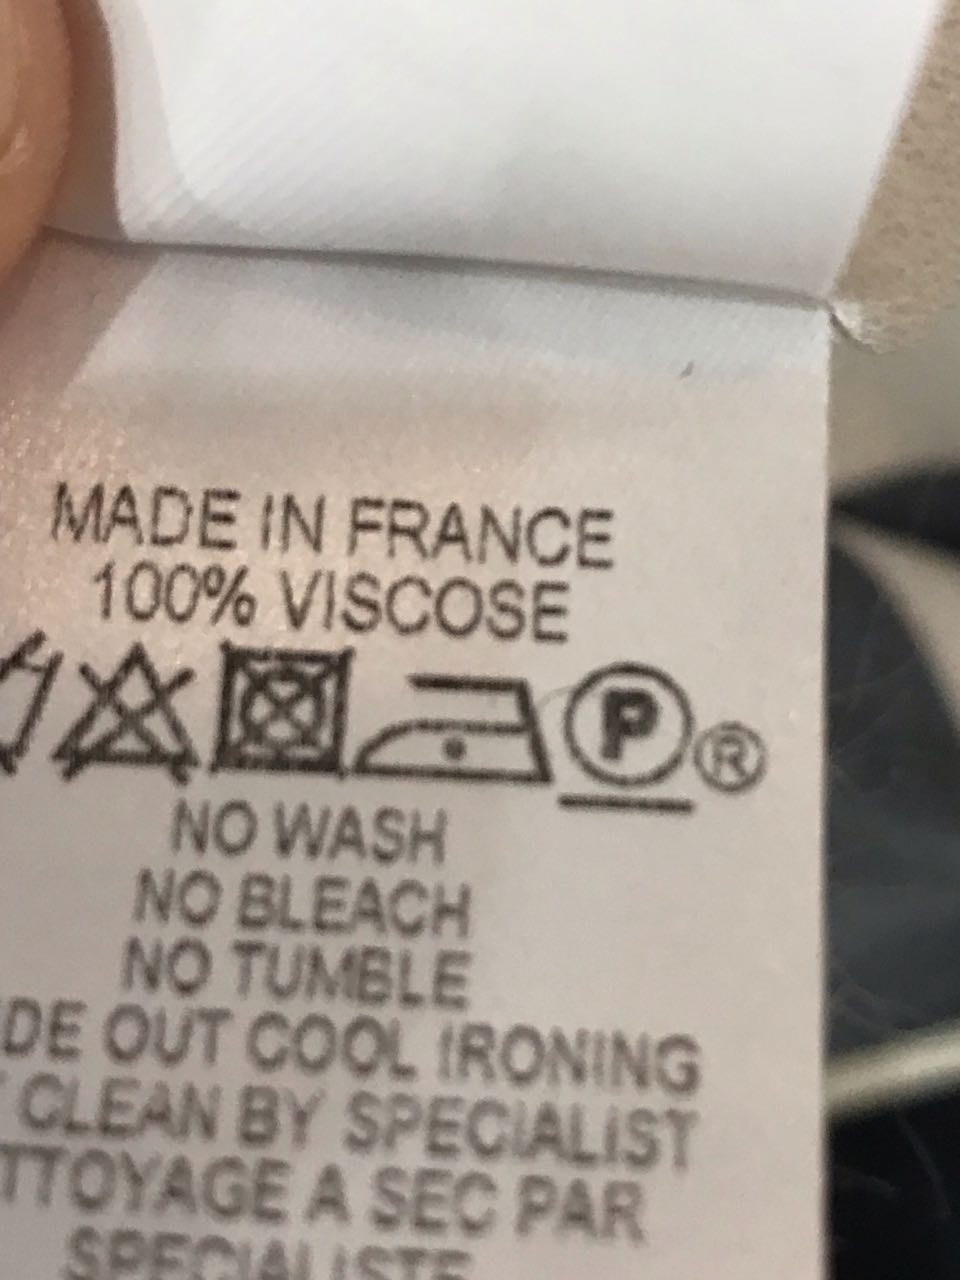 MADE IN FRANCE
100% VISCOSE
P ®
NO WASH
NO BLEACH
NO TUMBLE
DE OUT COOL IRONING
CLEAN BY SPECIALIST
TTOYAGE A SEC PAR
SPECIALISTE